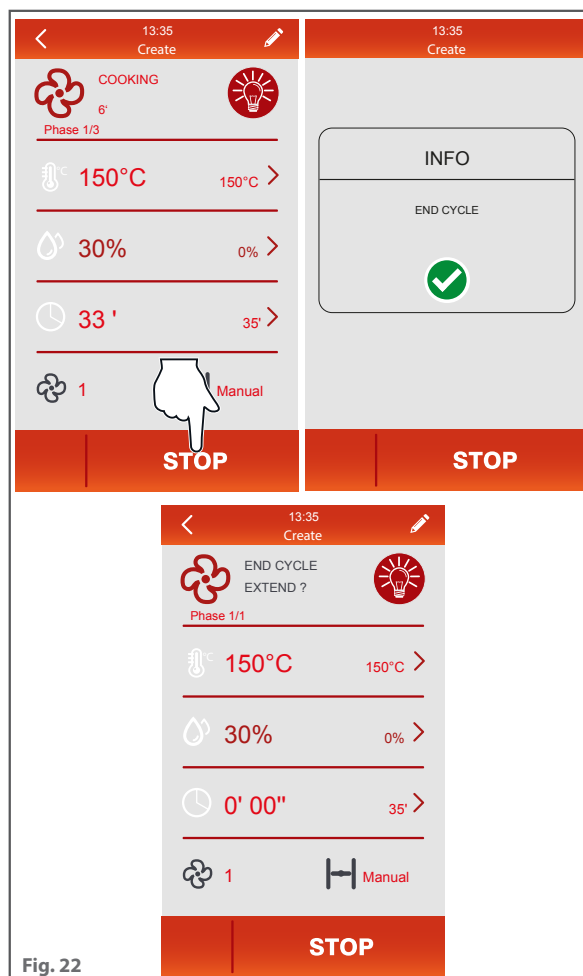 13:35
Create
COOKING
6'
Phase 1/3
°C
150°C 150°C
30% 0%
33 ' 35'
1 Manual
STOP
13:35
Create
INFO
END CYCLE
STOP
13:35
Create
END CYCLE
EXTEND ?
Phase 1/1
°C
150°C 150°C
30% 0%
0' 00" 35'
1 Manual
STOP
Fig. 22